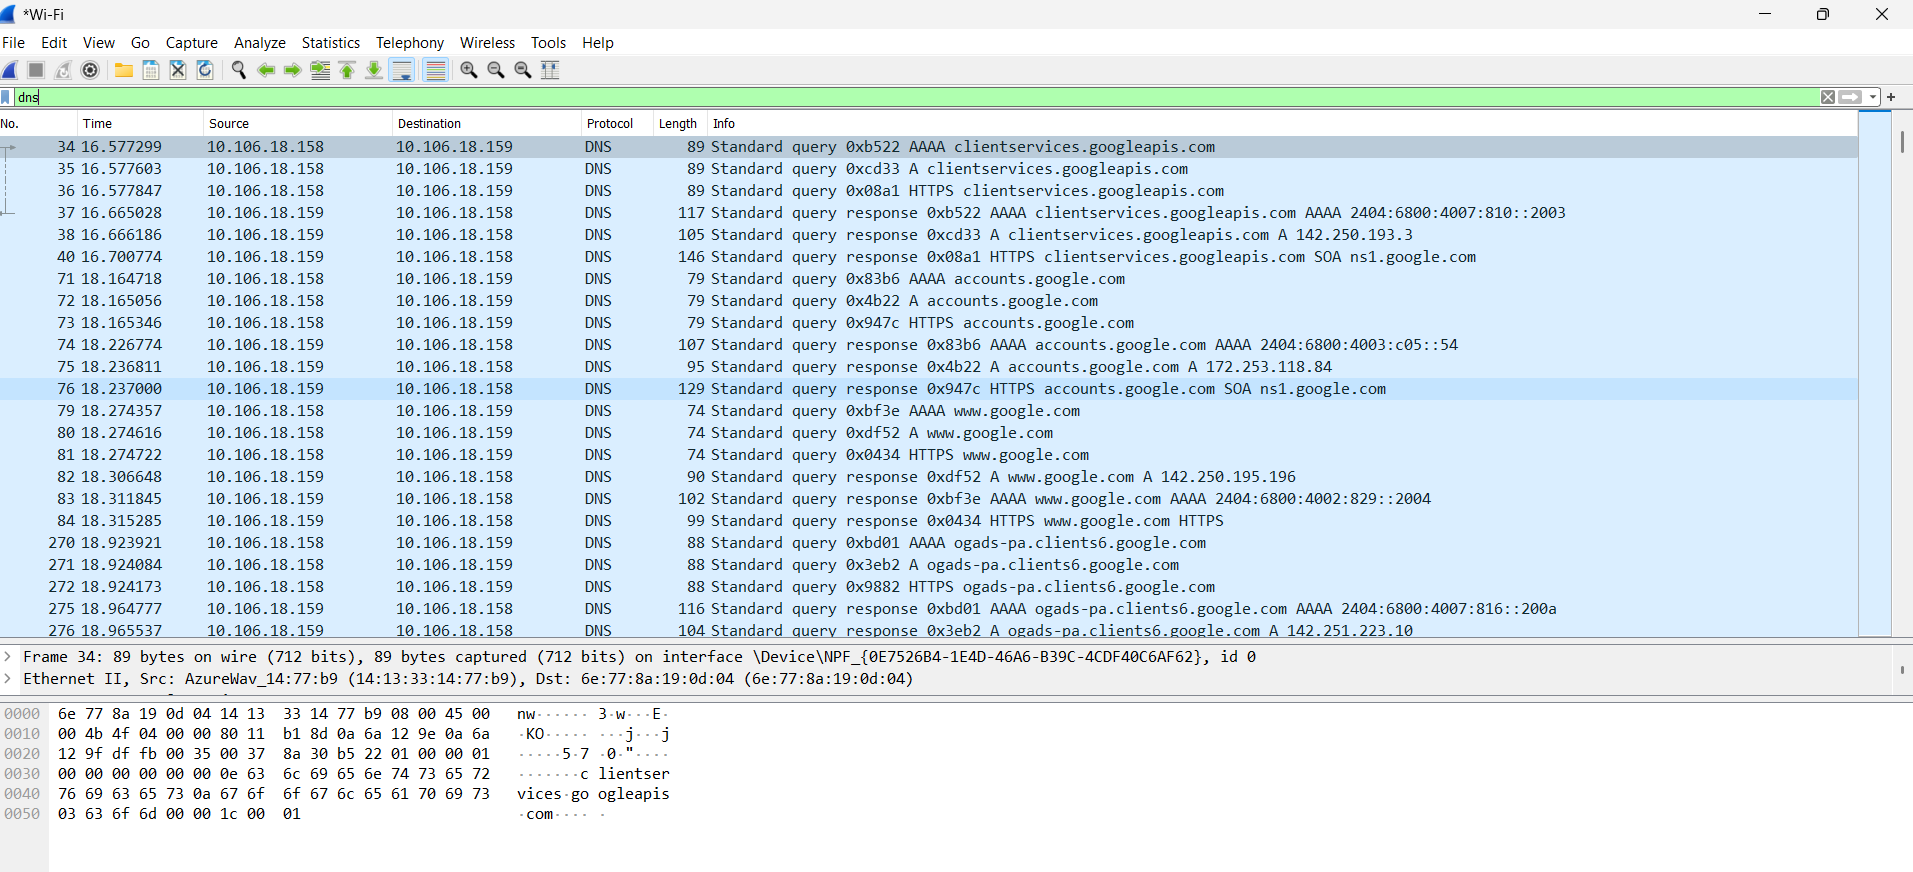 *Wi-Fi
File Edit View Go Capture Analyze Statistics Telephony Wireless Tools Help
dns
No. Time Source Destination Protocol Length Info
34 16.577299 10.106.18.158 10.106.18.159 DNS 89 Standard query 0xb522 AAAA clientservices.googleapis.com
35 16.577603 10.106.18.158 10.106.18.159 DNS 89 Standard query 0xcd33 A clientservices.googleapis.com
36 16.577847 10.106.18.158 10.106.18.159 DNS 89 Standard query 0x08a1 HTTPS clientservices.googleapis.com
37 16.665028 10.106.18.159 10.106.18.158 DNS 117 Standard query response 0xb522 AAAA clientservices.googleapis.com AAAA 2404:6800:4007:810::2003
38 16.666186 10.106.18.159 10.106.18.158 DNS 105 Standard query response 0xcd33 A clientservices.googleapis.com A 142.250.193.3
40 16.700774 10.106.18.159 10.106.18.158 DNS 146 Standard query response 0x08a1 HTTPS clientservices.googleapis.com SOA ns1.google.com
71 18.164718 10.106.18.158 10.106.18.159 DNS 79 Standard query 0x83b6 AAAA accounts.google.com
72 18.165056 10.106.18.158 10.106.18.159 DNS 79 Standard query 0x4b22 A accounts.google.com
73 18.165346 10.106.18.158 10.106.18.159 DNS 79 Standard query 0x947c HTTPS accounts.google.com
74 18.226774 10.106.18.159 10.106.18.158 DNS 107 Standard query response 0x83b6 AAAA accounts.google.com AAAA 2404:6800:4003:c05::54
75 18.236811 10.106.18.159 10.106.18.158 DNS 95 Standard query response 0x4b22 A accounts.google.com A 172.253.118.84
76 18.237000 10.106.18.159 10.106.18.158 DNS 129 Standard query response 0x947c HTTPS accounts.google.com SOA ns1.google.com
79 18.274357 10.106.18.158 10.106.18.159 DNS 74 Standard query 0xbf3e AAAA www.google.com
80 18.274616 10.106.18.158 10.106.18.159 DNS 74 Standard query 0xdf52 A www.google.com
81 18.274722 10.106.18.158 10.106.18.159 DNS 74 Standard query 0x0434 HTTPS www.google.com
82 18.306648 10.106.18.159 10.106.18.158 DNS 90 Standard query response 0xdf52 A www.google.com A 142.250.195.196
83 18.311845 10.106.18.159 10.106.18.158 DNS 102 Standard query response 0xbf3e AAAA www.google.com AAAA 2404:6800:4002:829::2004
84 18.315285 10.106.18.159 10.106.18.158 DNS 99 Standard query response 0x0434 HTTPS www.google.com HTTPS
270 18.923921 10.106.18.158 10.106.18.159 DNS 88 Standard query 0xbd01 AAAA ogads-pa.clients6.google.com
271 18.924084 10.106.18.158 10.106.18.159 DNS 88 Standard query 0x3eb2 A ogads-pa.clients6.google.com
272 18.924173 10.106.18.158 10.106.18.159 DNS 88 Standard query 0x9882 HTTPS ogads-pa.clients6.google.com
275 18.964777 10.106.18.159 10.106.18.158 DNS 116 Standard query response 0xbd01 AAAA ogads-pa.clients6.google.com AAAA 2404:6800:4007:816::200a
276 18.965537 10.106.18.159 10.106.18.158 DNS 104 Standard query response 0x3eb2 A ogads-pa.clients6.google.com A 142.251.223.10
Frame 34: 89 bytes on wire (712 bits), 89 bytes captured (712 bits) on interface \Device\NPF_{0E7526B4-1E4D-46A6-B39C-4CDF40C6AF62}, id 0
Ethernet II, Src: AzureWav_14:77:b9 (14:13:33:14:77:b9), Dst: 6e:77:8a:19:0d:04 (6e:77:8a:19:0d:04)
0000 6e 77 8a 19 0d 04 14 13 33 14 77 b9 08 00 45 00 nw······ 3·w···E·
0010 00 4b 4f 04 00 00 80 11 b1 8d 0a 6a 12 9e 0a 6a ·KO····· ···j···j
0020 12 9f df fb 00 35 00 37 8a 30 b5 22 01 00 00 01 ·····5·7 ·0·"····
0030 00 00 00 00 00 00 0e 63 6c 69 65 6e 74 73 65 72 ·······c lientser
0040 76 69 63 65 73 0a 67 6f 6f 67 6c 65 61 70 69 73 vices·go ogleapis
0050 03 63 6f 6d 00 00 1c 00 01 ·com···· ·